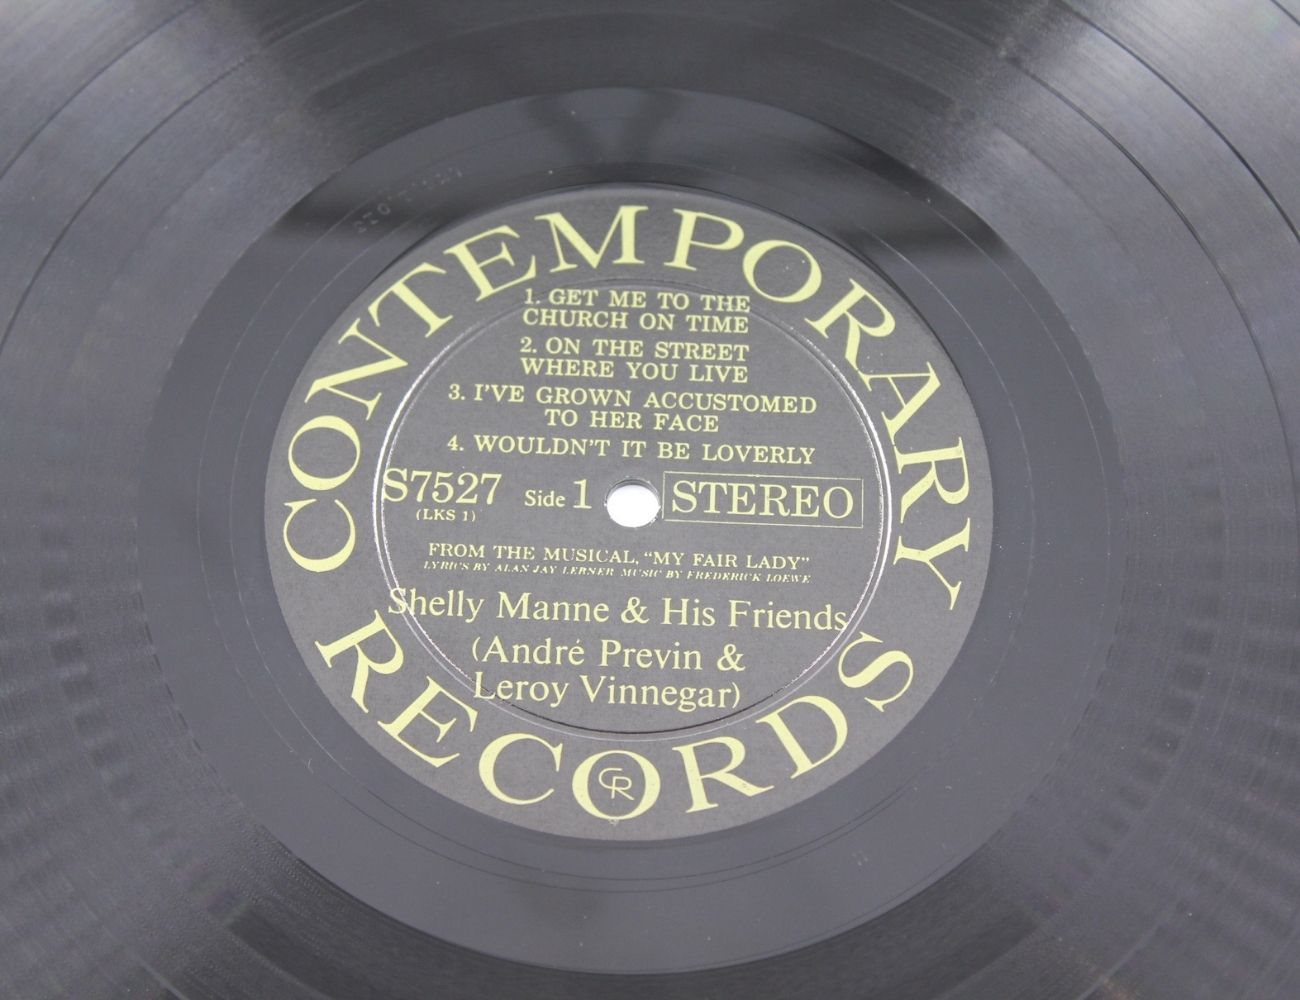 CONTEMPORARY
1. GET ME TO THE
CHURCH ON TIME
2. ON THE STREET
WHERE YOU LIVE
3. I'VE GROWN ACCUSTOMED
TO HER FACE
4. WOULDN'T IT BE LOVERLY
S7527 Side 1 STEREO
(LKS 1)
FROM THE MUSICAL, "MY FAIR LADY"
LYRICS BY ALAN JAY LERNER MUSIC BY FREDERICK LOEWE
Shelly Manne & His Friends
(André Previn &
Leroy Vinnegar)
RECORDS
CR